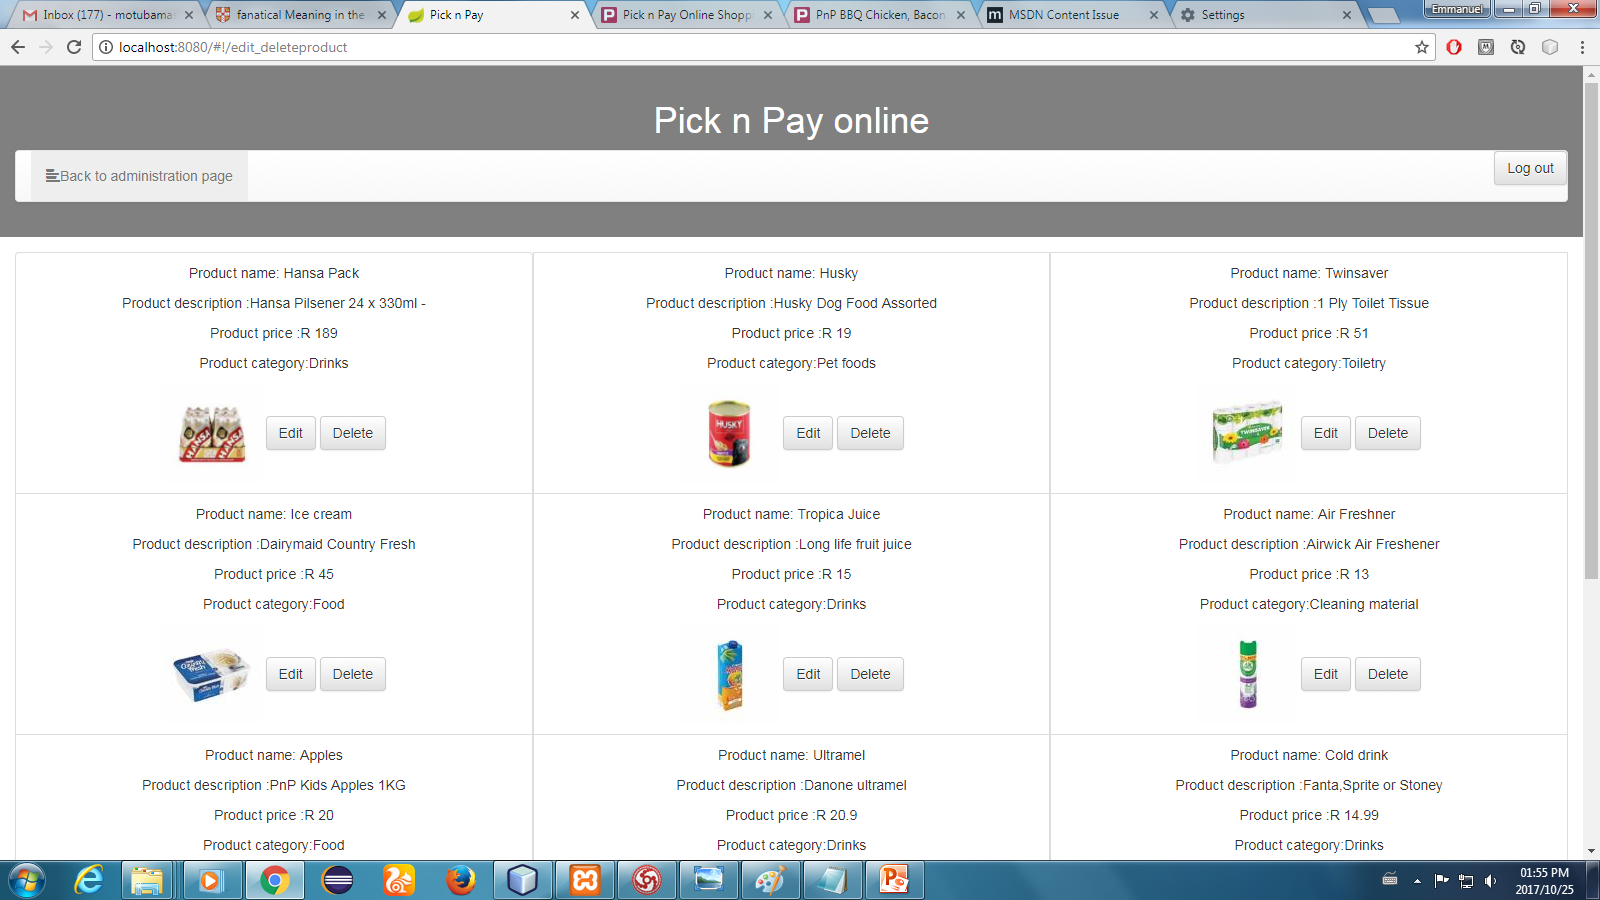 Inbox (177) - motubamas
fanatical Meaning in the
Pick n Pay
Pick n Pay Online Shopp
PnP BBQ Chicken, Bacon
MSDN Content Issue
Settings
Emmanuel
localhost:8080/#!/edit_deleteproduct
Pick n Pay online
Back to administration page
Log out
Product name: Hansa Pack
Product description :Hansa Pilsener 24 x 330ml -
Product price :R 189
Product category:Drinks
HANSA HANSA
Edit Delete
Product name: Husky
Product description :Husky Dog Food Assorted
Product price :R 19
Product category:Pet foods
HUSKY
Edit Delete
Product name: Twinsaver
Product description :1 Ply Toilet Tissue
Product price :R 51
Product category:Toiletry
TWINSAVER
Edit Delete
Product name: Ice cream
Product description :Dairymaid Country Fresh
Product price :R 45
Product category:Food
Country Fresh
Edit Delete
Product name: Tropica Juice
Product description :Long life fruit juice
Product price :R 15
Product category:Drinks
Edit Delete
Product name: Air Freshner
Product description :Airwick Air Freshener
Product price :R 13
Product category:Cleaning material
Edit Delete
Product name: Apples
Product description :PnP Kids Apples 1KG
Product price :R 20
Product category:Food
Product name: Ultramel
Product description :Danone ultramel
Product price :R 20.9
Product category:Drinks
Product name: Cold drink
Product description :Fanta,Sprite or Stoney
Product price :R 14.99
Product category:Drinks
01:55 PM
2017/10/25